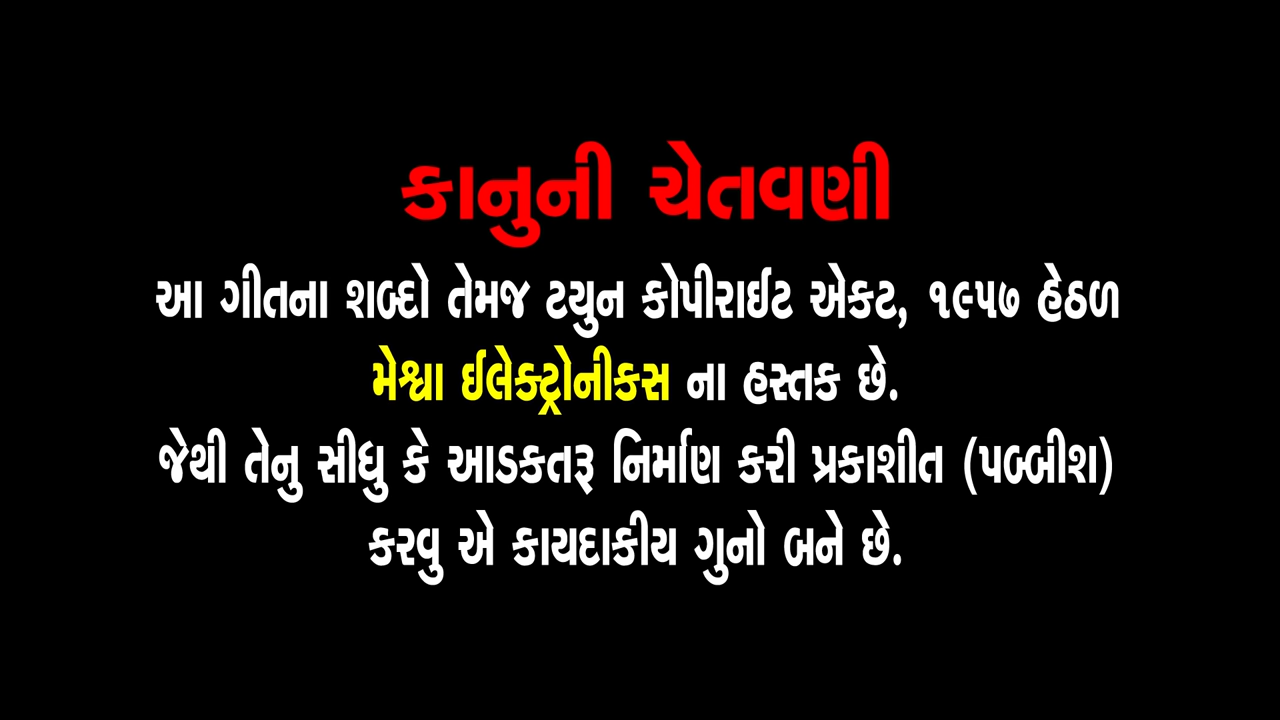 કાનુની ચેતવણી
આ ગીતના શબ્દો તેમજ ટયુન કોપીરાઈટ એકટ, ૧૯૫૭ હેઠળ
મેશ્વા ઈલેક્ટ્રોનીકસ ના હસ્તક છે.
જેથી તેનુ સીધુ કે આડકતરૂ નિર્માણ કરી પ્રકાશીત (પબ્બીશ)
કરવુ એ કાયદાકીય ગુનો બને છે.